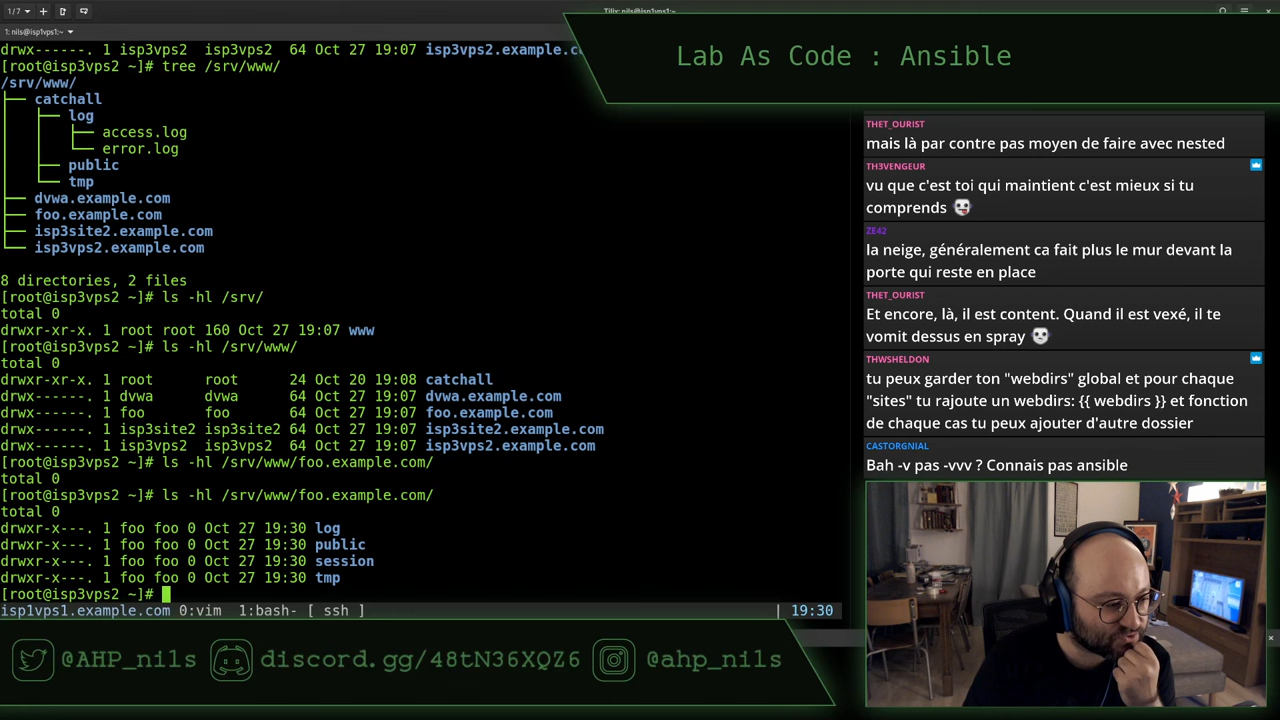 1/7
Tilix: nils@isp1vps1:~
1: nils@isp1vps1:~
drwx------. 1 isp3vps2  isp3vps2  64 Oct 27 19:07 isp3vps2.example.co
[root@isp3vps2 ~]# tree /srv/www/
/srv/www/
├── catchall
│   ├── log
│   │   ├── access.log
│   │   └── error.log
│   ├── public
│   └── tmp
├── dvwa.example.com
├── foo.example.com
├── isp3site2.example.com
└── isp3vps2.example.com
8 directories, 2 files
[root@isp3vps2 ~]# ls -hl /srv/
total 0
drwxr-xr-x. 1 root root 160 Oct 27 19:07 www
[root@isp3vps2 ~]# ls -hl /srv/www/
total 0
drwxr-xr-x. 1 root      root      24 Oct 20 19:08 catchall
drwx------. 1 dvwa      dvwa      64 Oct 27 19:07 dvwa.example.com
drwx------. 1 foo       foo       64 Oct 27 19:07 foo.example.com
drwx------. 1 isp3site2 isp3site2 64 Oct 27 19:07 isp3site2.example.com
drwx------. 1 isp3vps2  isp3vps2  64 Oct 27 19:07 isp3vps2.example.com
[root@isp3vps2 ~]# ls -hl /srv/www/foo.example.com/
total 0
[root@isp3vps2 ~]# ls -hl /srv/www/foo.example.com/
total 0
drwxr-x---. 1 foo foo 0 Oct 27 19:30 log
drwxr-x---. 1 foo foo 0 Oct 27 19:30 public
drwxr-x---. 1 foo foo 0 Oct 27 19:30 session
drwxr-x---. 1 foo foo 0 Oct 27 19:30 tmp
[root@isp3vps2 ~]#
isp1vps1.example.com 0:vim  1:bash- [ ssh ] | 19:30
Lab As Code : Ansible
THET_OURIST
mais là par contre pas moyen de faire avec nested
TH3VENGEUR
vu que c'est toi qui maintient c'est mieux si tu
comprends
ZE42
la neige, généralement ca fait plus le mur devant la
porte qui reste en place
THET_OURIST
Et encore, là, il est content. Quand il est vexé, il te
vomit dessus en spray
THWSHELDON
tu peux garder ton "webdirs" global et pour chaque
"sites" tu rajoute un webdirs: {{ webdirs }} et fonction
de chaque cas tu peux ajouter d'autre dossier
CASTORGNIAL
Bah -v pas -vvv ? Connais pas ansible
@AHP_nils discord.gg/48tN36XQZ6 @ahp_nils